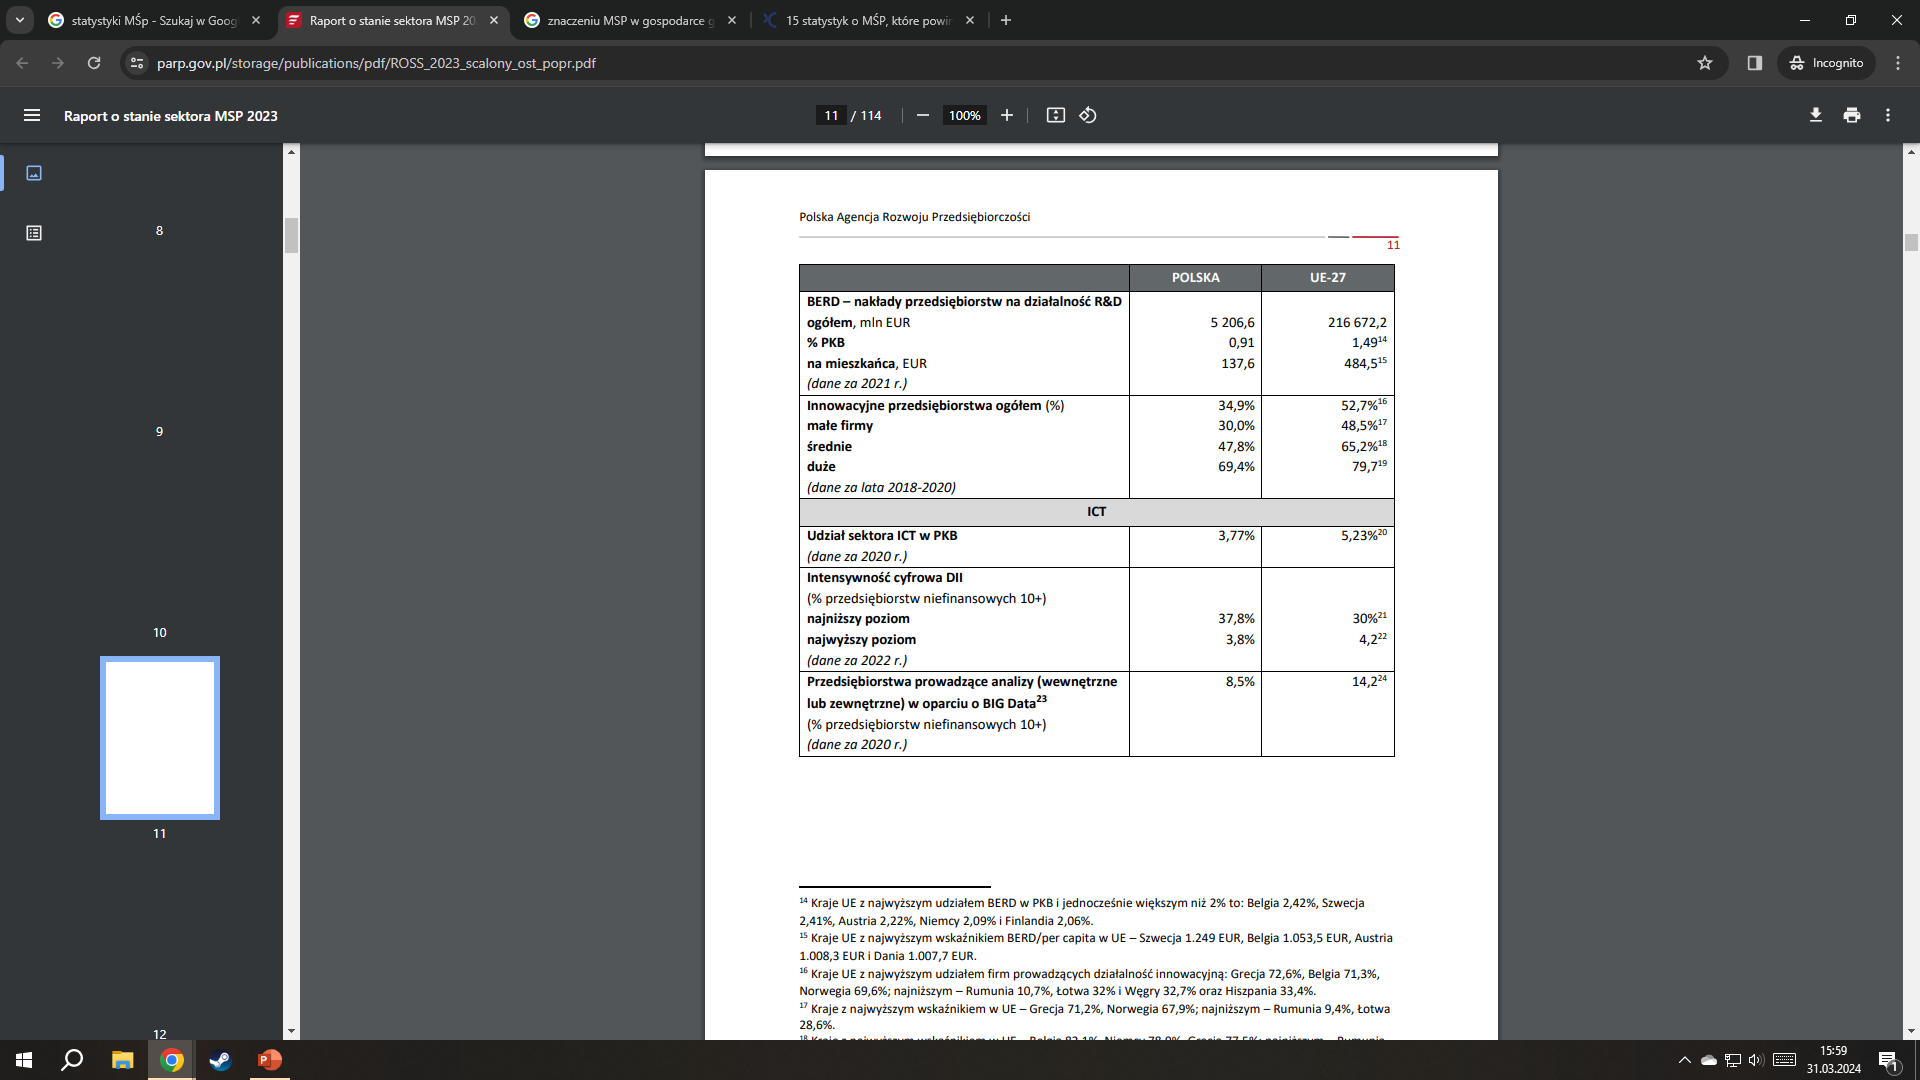 statystyki MŚp - Szukaj w Goog
Raport o stanie sektora MSP 20
znaczeniu MSP w gospodarce g
15 statystyk o MŚP, które powin
parp.gov.pl/storage/publications/pdf/ROSS_2023_scalony_ost_popr.pdf
Incognito
Raport o stanie sektora MSP 2023
11 / 114
100%
8
9
10
11
12
Polska Agencja Rozwoju Przedsiębiorczości
11
POLSKA UE-27
BERD – nakłady przedsiębiorstw na działalność R&D
ogółem, mln EUR 5 206,6 216 672,2
% PKB 0,91 1,49¹⁴
na mieszkańca, EUR 137,6 484,5¹⁵
(dane za 2021 r.)
Innowacyjne przedsiębiorstwa ogółem (%) 34,9% 52,7%¹⁶
małe firmy 30,0% 48,5%¹⁷
średnie 47,8% 65,2%¹⁸
duże 69,4% 79,7¹⁹
(dane za lata 2018-2020)
ICT
Udział sektora ICT w PKB 3,77% 5,23%²⁰
(dane za 2020 r.)
Intensywność cyfrowa DII
(% przedsiębiorstw niefinansowych 10+)
najniższy poziom 37,8% 30%²¹
najwyższy poziom 3,8% 4,2²²
(dane za 2022 r.)
Przedsiębiorstwa prowadzące analizy (wewnętrzne 8,5% 14,2²⁴
lub zewnętrzne) w oparciu o BIG Data²³
(% przedsiębiorstw niefinansowych 10+)
(dane za 2020 r.)
¹⁴ Kraje UE z najwyższym udziałem BERD w PKB i jednocześnie większym niż 2% to: Belgia 2,42%, Szwecja
2,41%, Austria 2,22%, Niemcy 2,09% i Finlandia 2,06%.
¹⁵ Kraje UE z najwyższym wskaźnikiem BERD/per capita w UE – Szwecja 1.249 EUR, Belgia 1.053,5 EUR, Austria
1.008,3 EUR i Dania 1.007,7 EUR.
¹⁶ Kraje UE z najwyższym udziałem firm prowadzących działalność innowacyjną: Grecja 72,6%, Belgia 71,3%,
Norwegia 69,6%; najniższym – Rumunia 10,7%, Łotwa 32% i Węgry 32,7% oraz Hiszpania 33,4%.
¹⁷ Kraje z najwyższym wskaźnikiem w UE – Grecja 71,2%, Norwegia 67,9%; najniższym – Rumunia 9,4%, Łotwa
28,6%.
15:59
31.03.2024
1